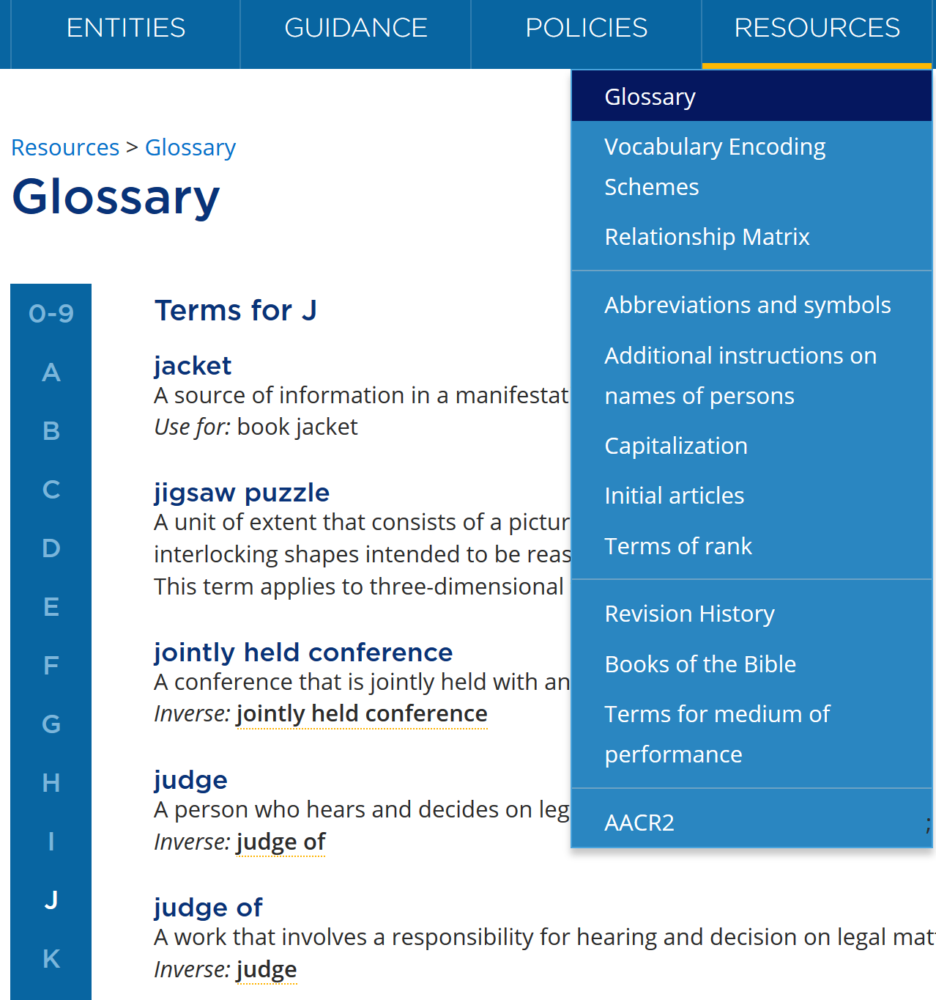 ENTITIES
GUIDANCE
POLICIES
RESOURCES
Glossary
Vocabulary Encoding
Schemes
Relationship Matrix
Abbreviations and symbols
Additional instructions on
names of persons
Capitalization
Initial articles
Terms of rank
Revision History
Books of the Bible
Terms for medium of
performance
AACR2
;
Resources > Glossary
Glossary
0-9
A
B
C
D
E
F
G
H
I
J
K
Terms for J
jacket
A source of information in a
Use for: book jacket
jigsaw puzzle
A unit of extent that consists of a
interlocking shapes intended to be
This term applies to three-dimensional
jointly held conference
A conference that is jointly held with an
Inverse: jointly held conference
judge
A person who hears and decides on
Inverse: judge of
judge of
A work that involves a responsibility for hearing and decision on legal
Inverse: judge